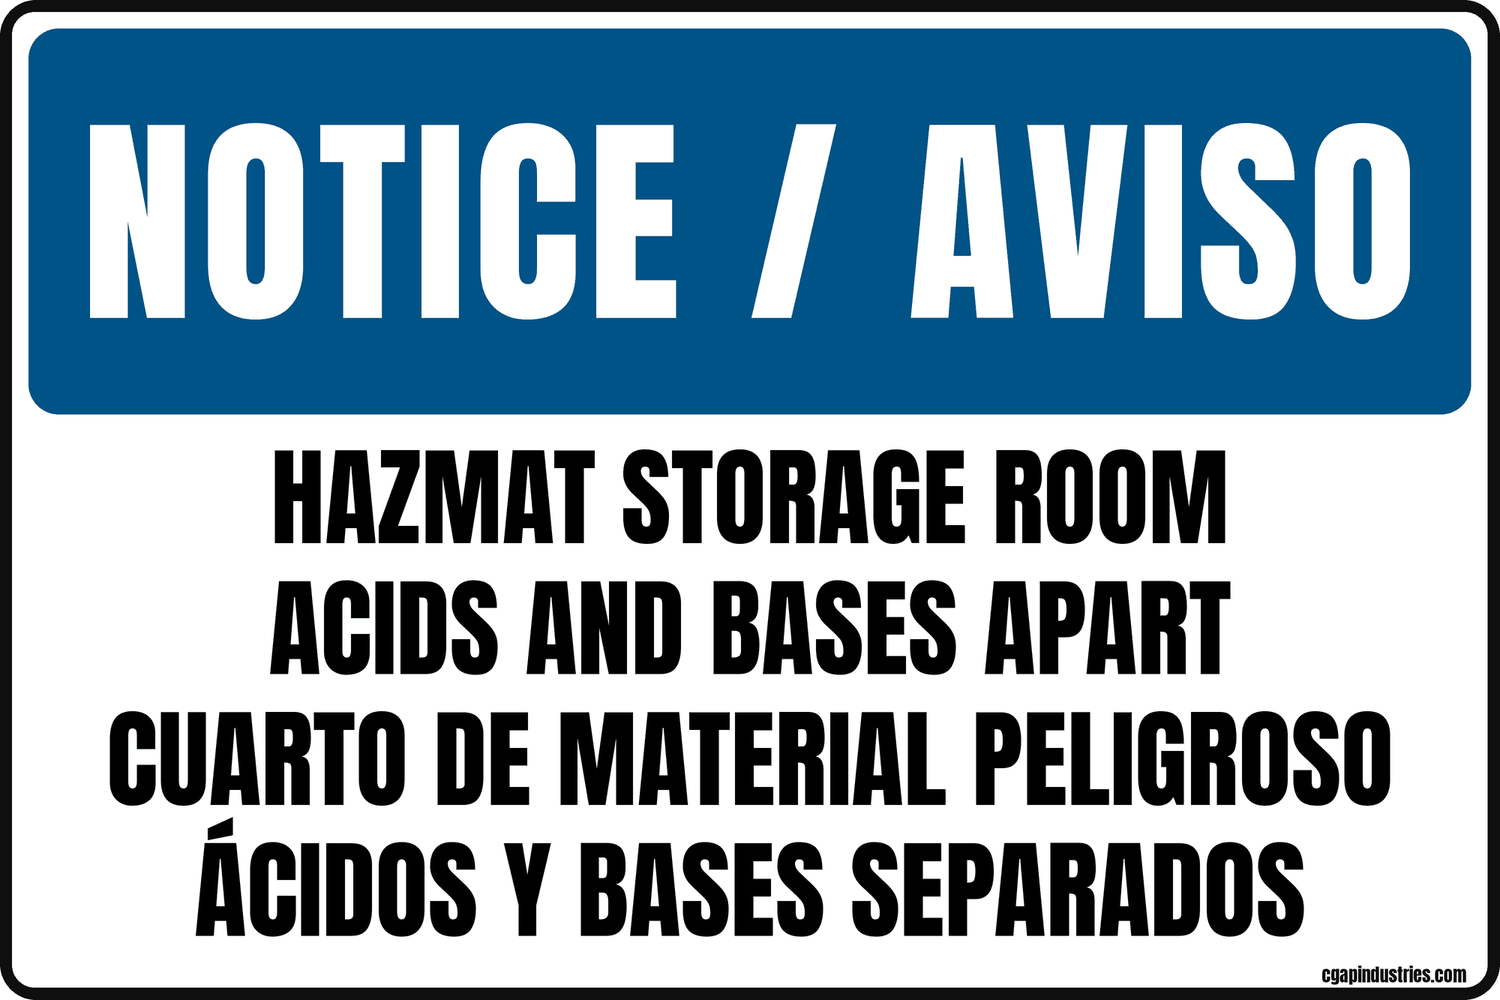 NOTICE / AVISO
HAZMAT STORAGE ROOM
ACIDS AND BASES APART
CUARTO DE MATERIAL PELIGROSO
ÁCIDOS Y BASES SEPARADOS
cgapindustries.com